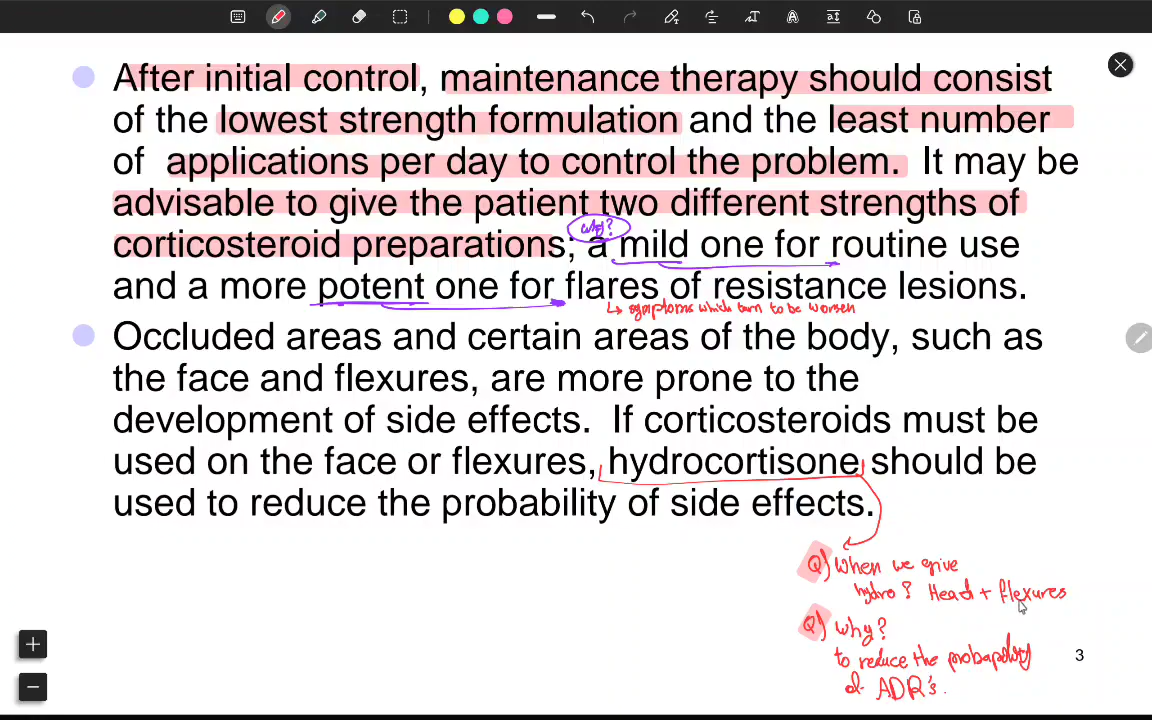 After initial control, maintenance therapy should consist
of the lowest strength formulation and the least number
of applications per day to control the problem. It may be
advisable to give the patient two different strengths of
why?
corticosteroid preparations; a mild one for routine use
and a more potent one for flares of resistance lesions.
↳ symptoms which turn to be worsen
Occluded areas and certain areas of the body, such as
the face and flexures, are more prone to the
development of side effects. If corticosteroids must be
used on the face or flexures, hydrocortisone should be
used to reduce the probability of side effects.
Q) When we give
hydro? Head + flexures
Q) why?
to reduce the
of ADR's.
3